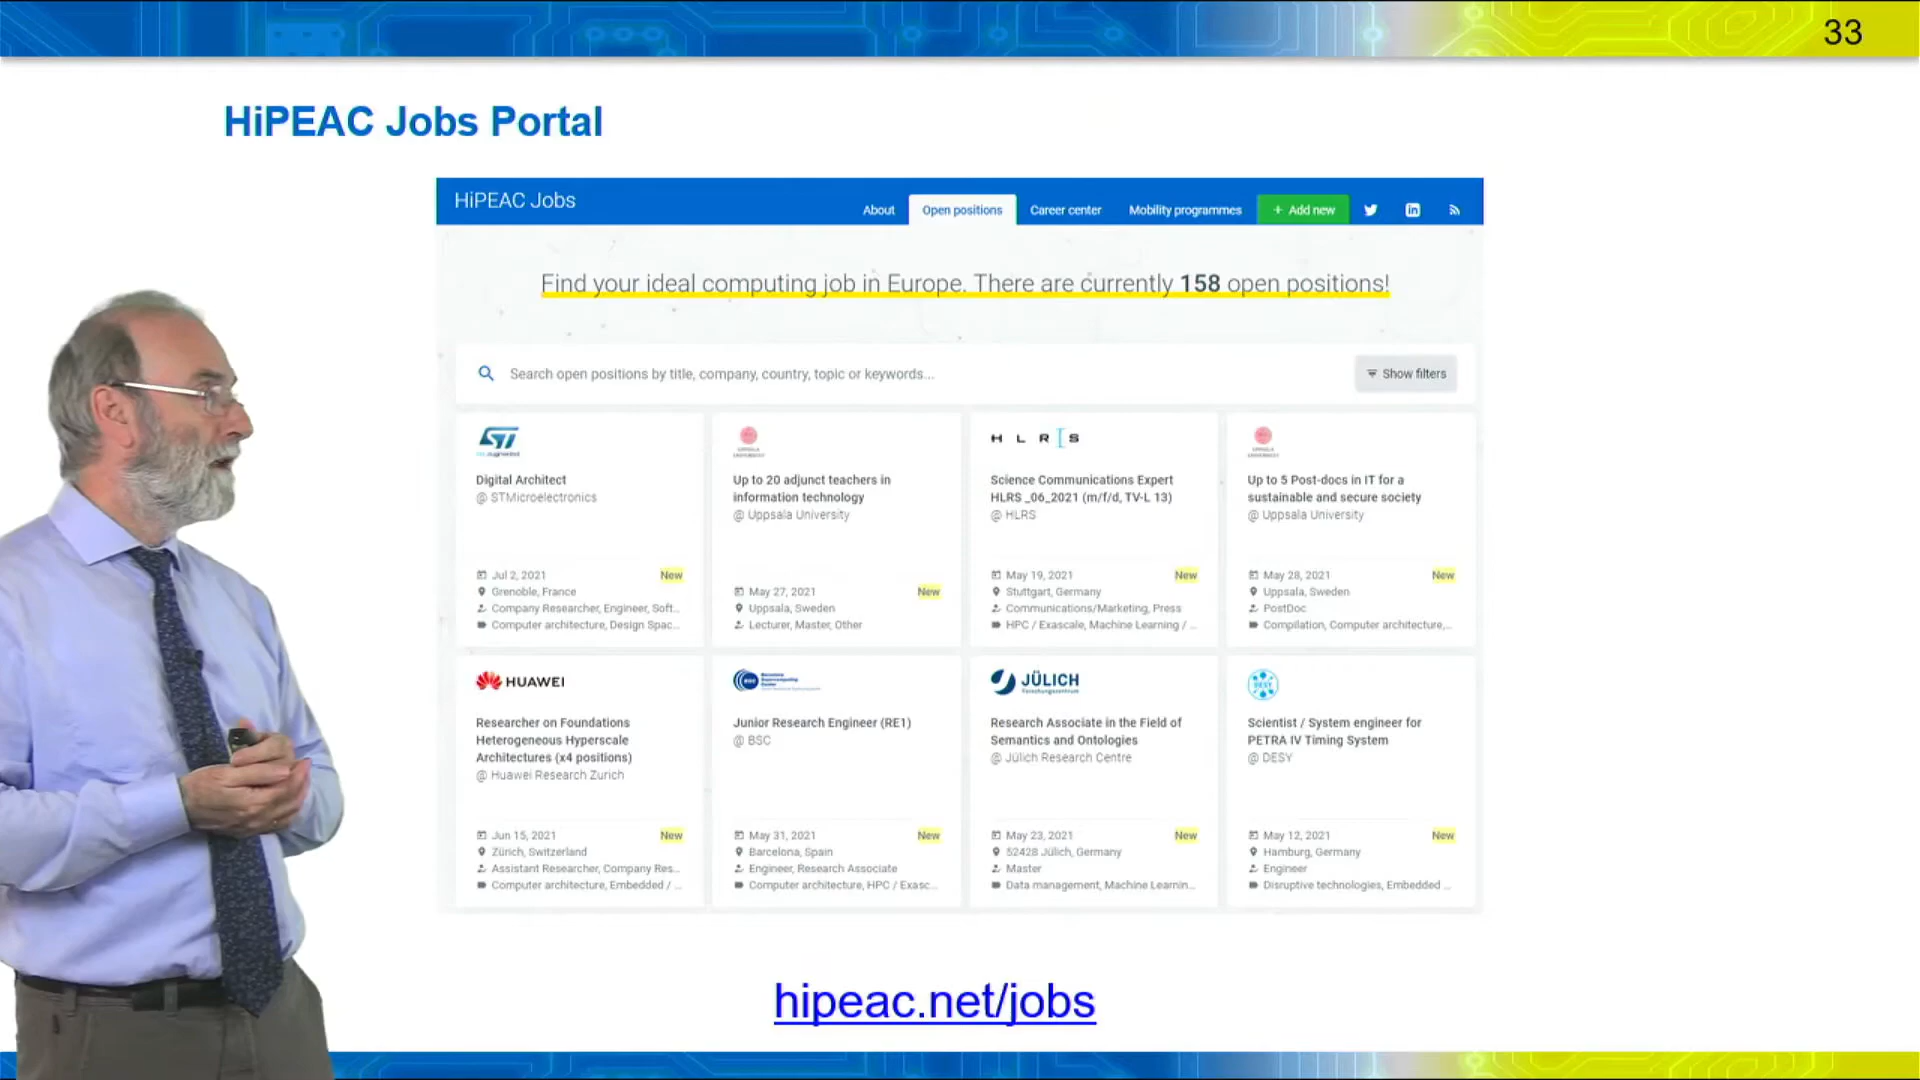 33
HiPEAC Jobs Portal
HiPEAC Jobs
About
Open positions
Career center
Mobility programmes
+ Add new
Find your ideal computing job in Europe. There are currently 158 open positions!
Search open positions by title, company, country, topic or keywords...
Show filters
ST
Digital Architect
@ STMicroelectronics
Jul 2, 2021
New
Grenoble, France
Company Researcher, Engineer, Soft...
Computer architecture, Design Spac...
UPPSALA
UNIVERSITET
Up to 20 adjunct teachers in
information technology
@ Uppsala University
May 27, 2021
New
Uppsala, Sweden
Lecturer, Master, Other
H L R S
Science Communications Expert
HLRS _06_2021 (m/f/d, TV-L 13)
@ HLRS
May 19, 2021
New
Stuttgart, Germany
Communications/Marketing, Press
HPC / Exascale, Machine Learning / ...
UPPSALA
UNIVERSITET
Up to 5 Post-docs in IT for a
sustainable and secure society
@ Uppsala University
May 28, 2021
New
Uppsala, Sweden
PostDoc
Compilation, Computer architecture,...
HUAWEI
Researcher on Foundations
Heterogeneous Hyperscale
Architectures (x4 positions)
@ Huawei Research Zurich
Jun 15, 2021
New
Zürich, Switzerland
Assistant Researcher, Company Res...
Computer architecture, Embedded / ...
BSC
Barcelona
Supercomputing
Center
Junior Research Engineer (RE1)
@ BSC
May 31, 2021
New
Barcelona, Spain
Engineer, Research Associate
Computer architecture, HPC / Exasc...
JÜLICH
Forschungszentrum
Research Associate in the Field of
Semantics and Ontologies
@ Jülich Research Centre
May 23, 2021
New
52428 Jülich, Germany
Master
Data management, Machine Learnin...
DESY
Scientist / System engineer for
PETRA IV Timing System
@ DESY
May 12, 2021
New
Hamburg, Germany
Engineer
Disruptive technologies, Embedded ...
hipeac.net/jobs